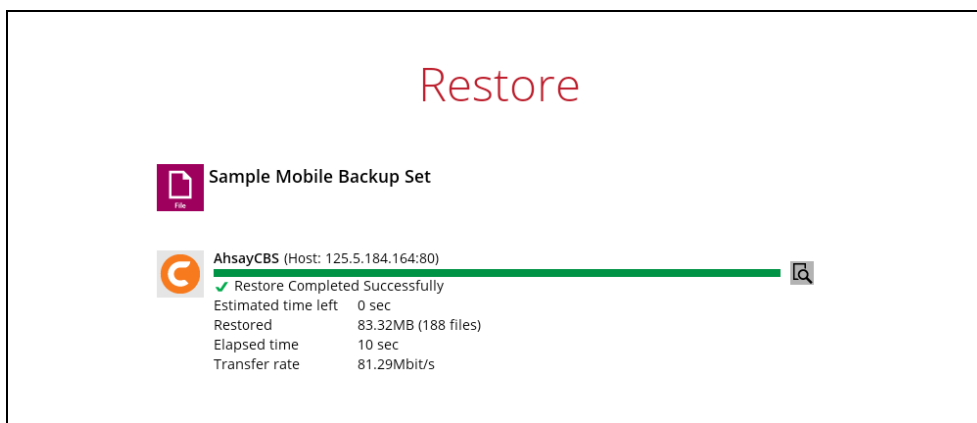 Restore
Sample Mobile Backup Set
File
AhsayCBS (Host: 125.5.184.164:80)
Restore Completed Successfully
Estimated time left 0 sec
Restored 83.32MB (188 files)
Elapsed time 10 sec
Transfer rate 81.29Mbit/s